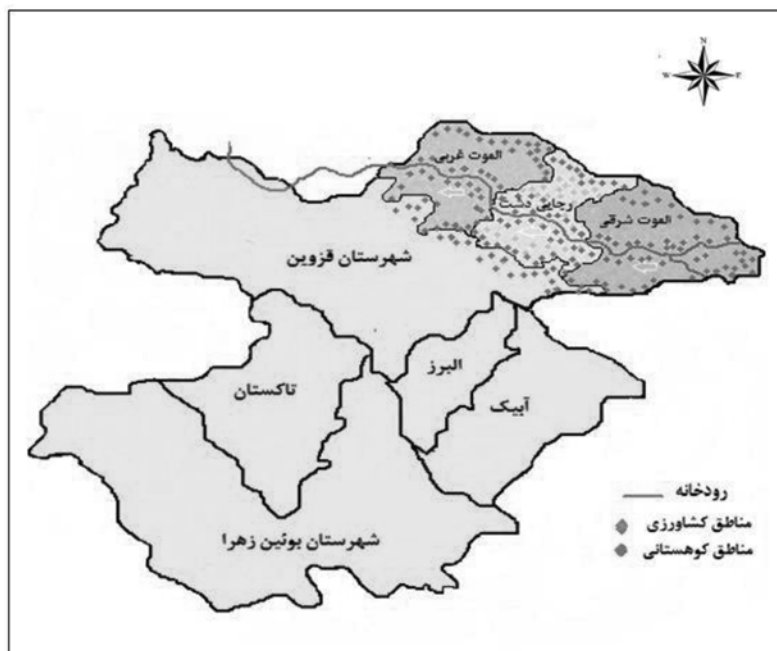 N
W
E
S
الموت غربی
رجایی دشت
الموت شرقی
شهرستان قزوین
البرز
تاکستان
آبیک
رودخانه
مناطق کشاورزی
شهرستان بوئین زهرا
مناطق کوهستانی